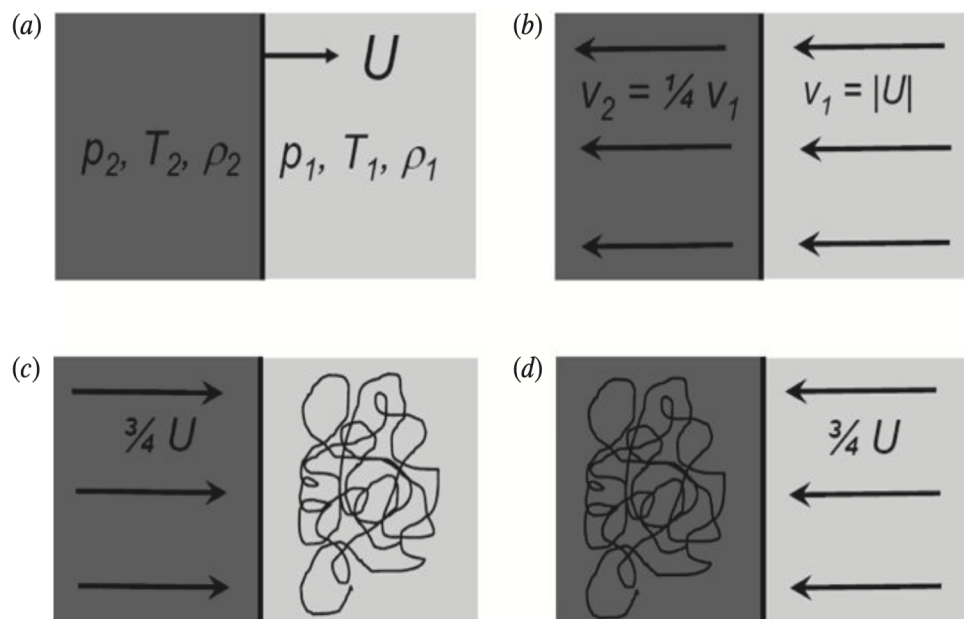 (a)
U
p₂, T₂, ρ₂
p₁, T₁, ρ₁
(b)
v₂ = ¼ v₁
v₁ = |U|
(c)
¾ U
(d)
¾ U